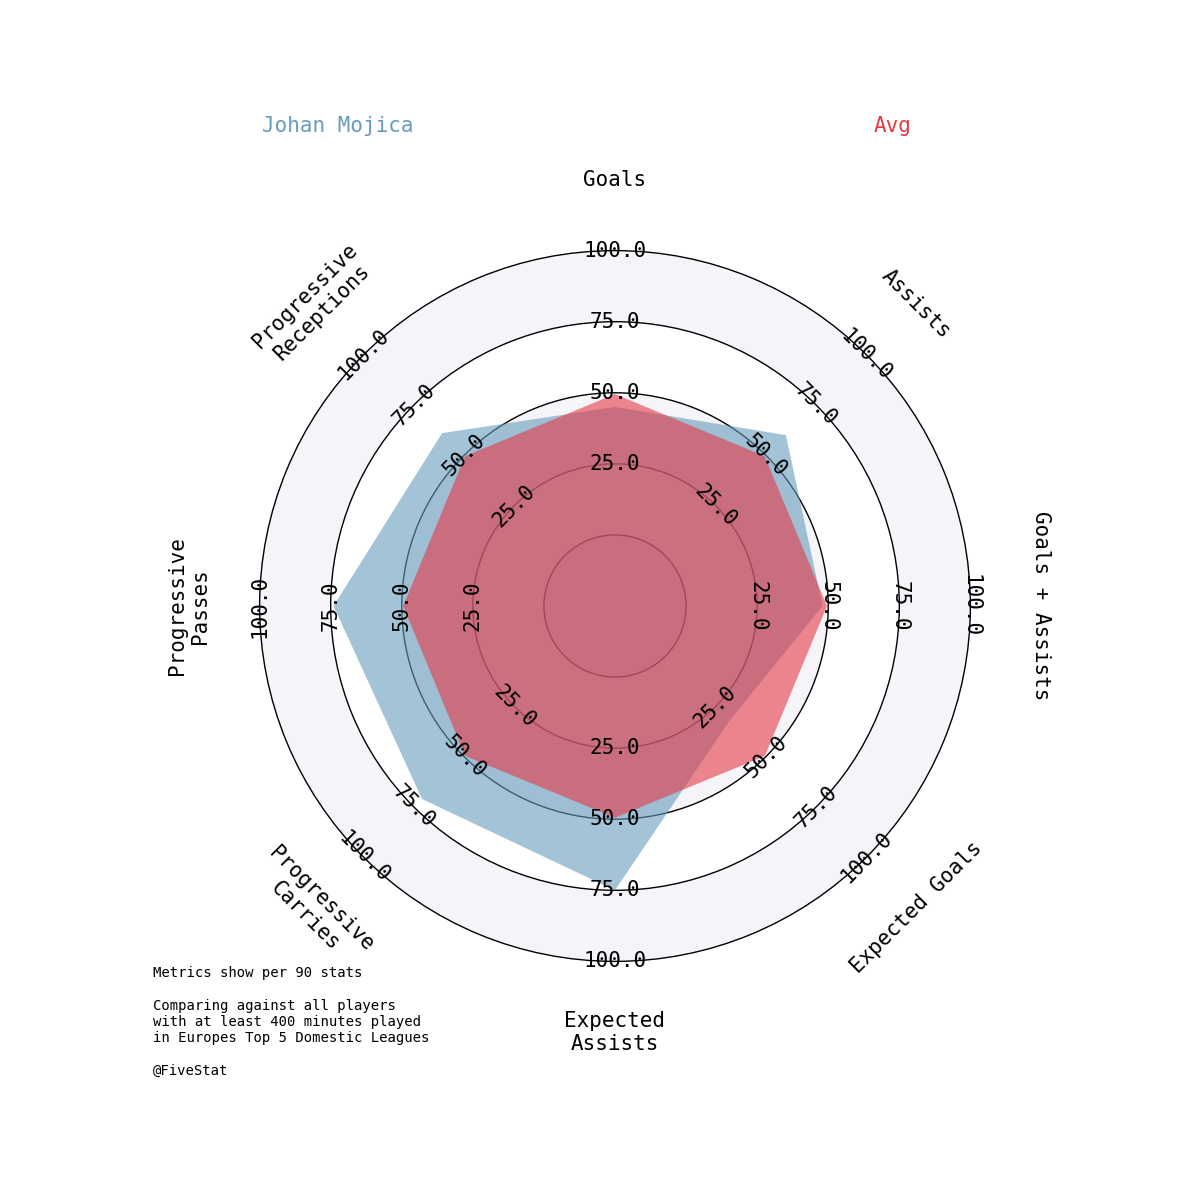 Johan Mojica
Avg
Goals
100.0
75.0
50.0
25.0
Assists
100.0
75.0
50.0
25.0
Goals + Assists
100.0
75.0
50.0
25.0
Expected Goals
100.0
75.0
50.0
25.0
Expected
Assists
100.0
75.0
50.0
25.0
Progressive
Carries
100.0
75.0
50.0
25.0
Progressive
Passes
100.0
75.0
50.0
25.0
Progressive
Receptions
100.0
75.0
50.0
25.0
Metrics show per 90 stats
Comparing against all players
with at least 400 minutes played
in Europes Top 5 Domestic Leagues
@FiveStat